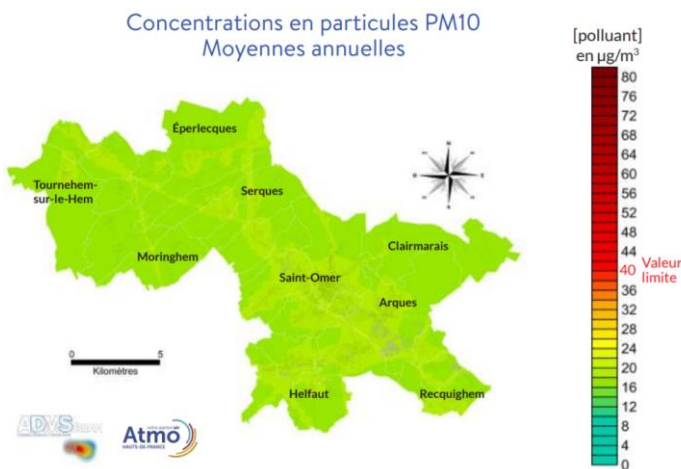 Concentrations en particules PM10
Moyennes annuelles
[polluant]
en µg/m³
80
76
72
68
64
60
56
52
48
44
40 Valeur
limite
36
32
28
24
20
16
12
8
4
0
Éperlecques
N
O
E
S
Tournehem-
sur-le-Hem
Serques
Moringhem
Clairmarais
Saint-Omer
Arques
Helfaut
Recquighem
0 5
Kilomètres
ADMS
Urban
Atmo
HAUTS-DE-FRANCE